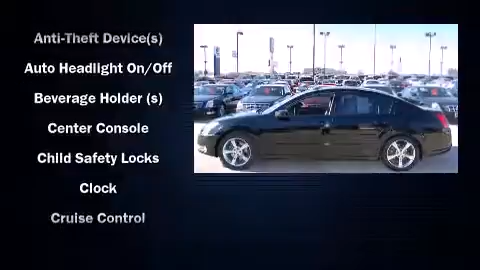 Anti-Theft Device(s)
Auto Headlight On/Off
Beverage Holder (s)
Center Console
Child Safety Locks
Clock
Cruise Control